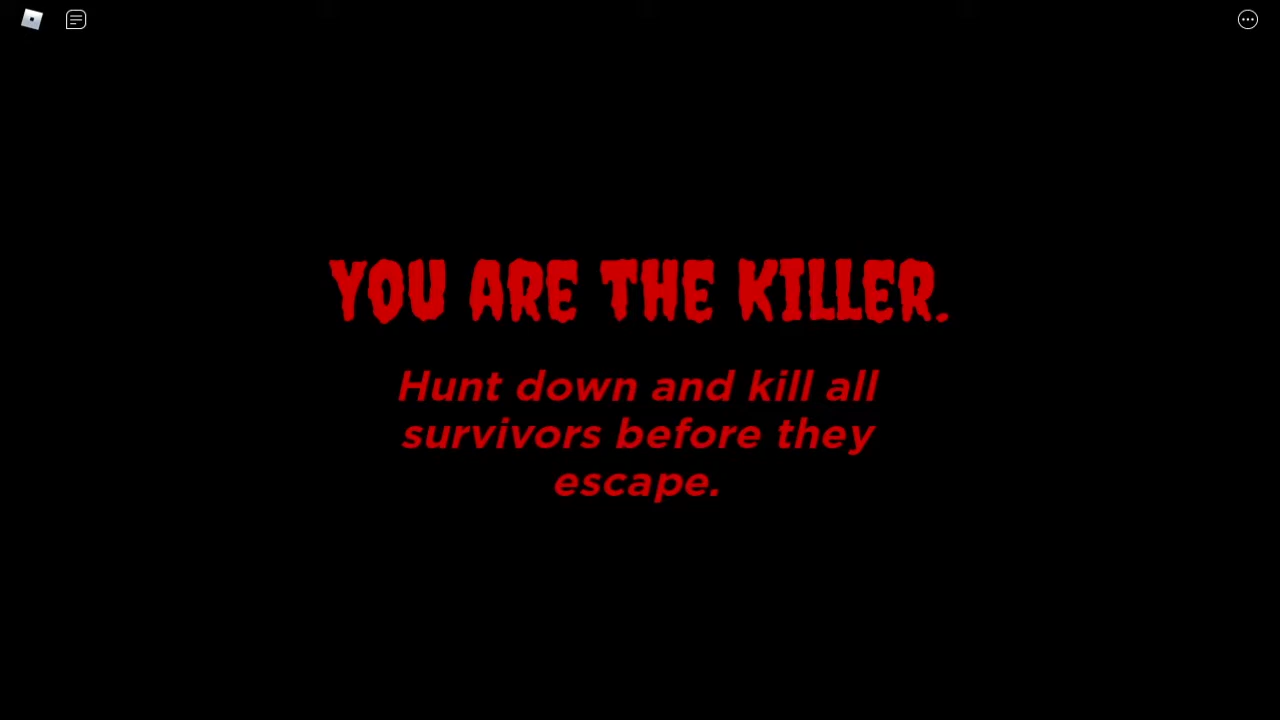 YOU ARE THE KILLER.
Hunt down and kill all
survivors before they
escape.